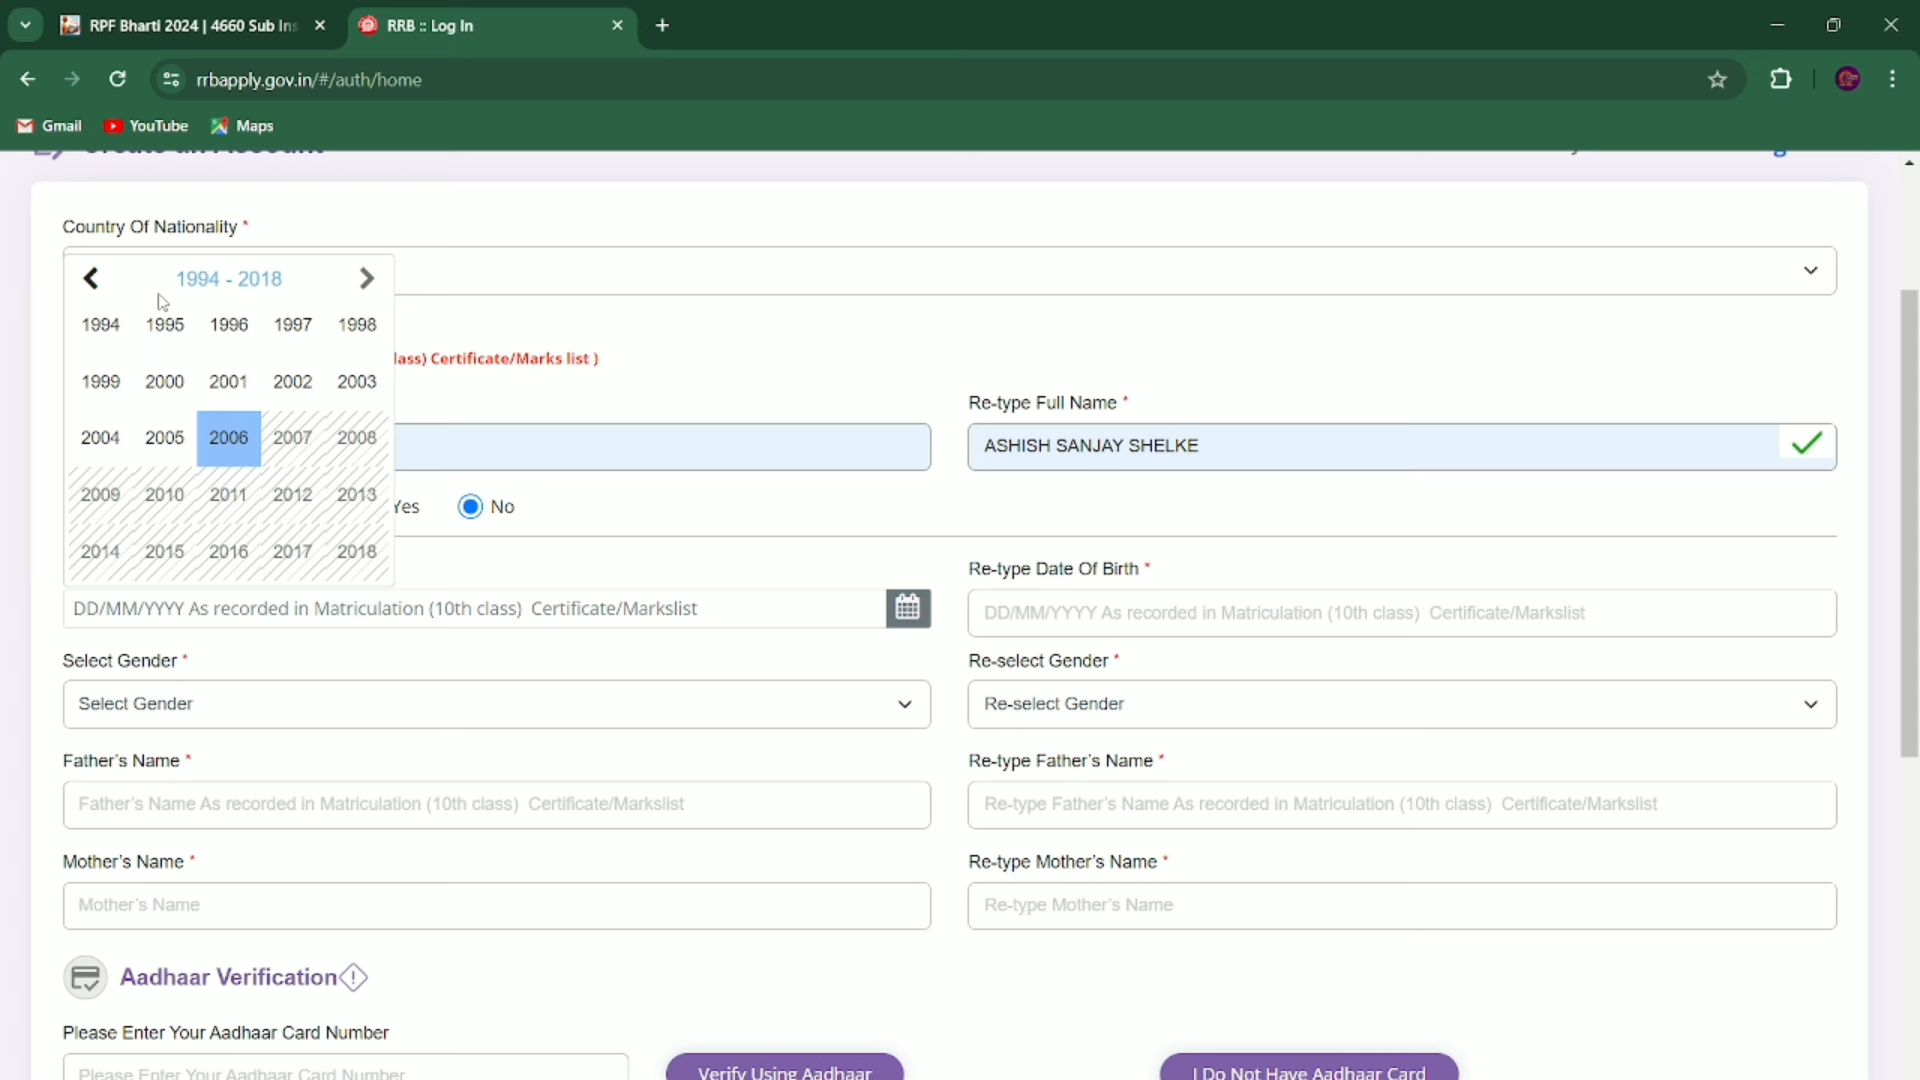 RPF Bharti 2024 | 4660 Sub Ins
RRB :: Log In
rrbapply.gov.in/#/auth/home
Gmail YouTube Maps
Country Of Nationality *
1994 - 2018
1994 1995 1996 1997 1998
1999 2000 2001 2002 2003
2004 2005 2006 2007 2008
2009 2010 2011 2012 2013
2014 2015 2016 2017 2018
lass) Certificate/Marks list )
Re-type Full Name *
ASHISH SANJAY SHELKE
Yes No
Re-type Date Of Birth *
DD/MM/YYYY As recorded in Matriculation (10th class) Certificate/Markslist
DD/MM/YYYY As recorded in Matriculation (10th class) Certificate/Markslist
Select Gender * Re-select Gender *
Select Gender Re-select Gender
Father's Name * Re-type Father's Name *
Father's Name As recorded in Matriculation (10th class) Certificate/Markslist
Re-type Father's Name As recorded in Matriculation (10th class) Certificate/Markslist
Mother's Name * Re-type Mother's Name *
Mother's Name Re-type Mother's Name
Aadhaar Verification
Please Enter Your Aadhaar Card Number
Please Enter Your Aadhaar Card Number Verify Using Aadhaar I Do Not Have Aadhaar Card